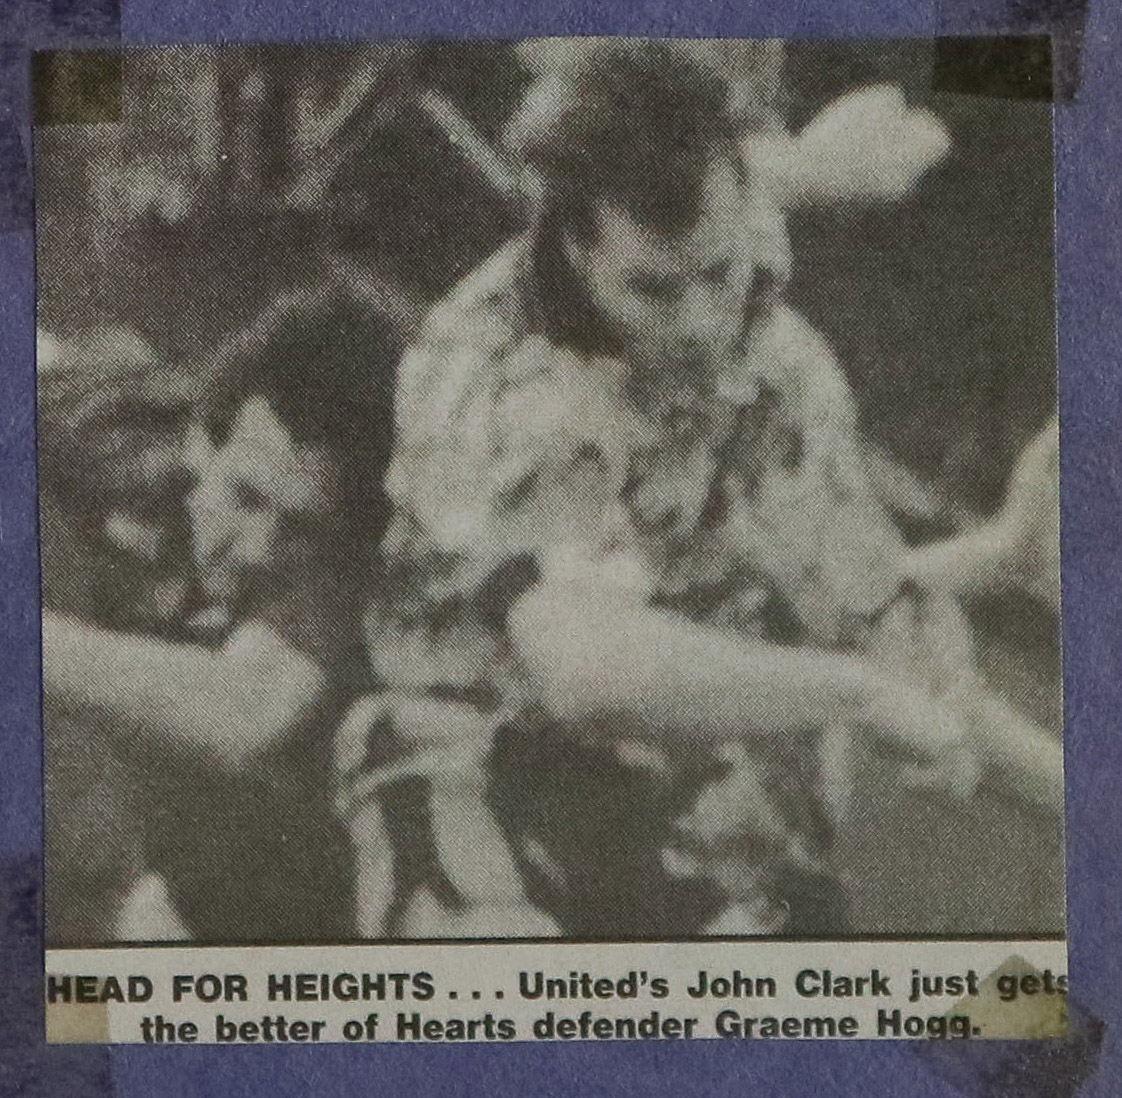 HEAD FOR HEIGHTS . . . United's John Clark just gets
the better of Hearts defender Graeme Hogg.